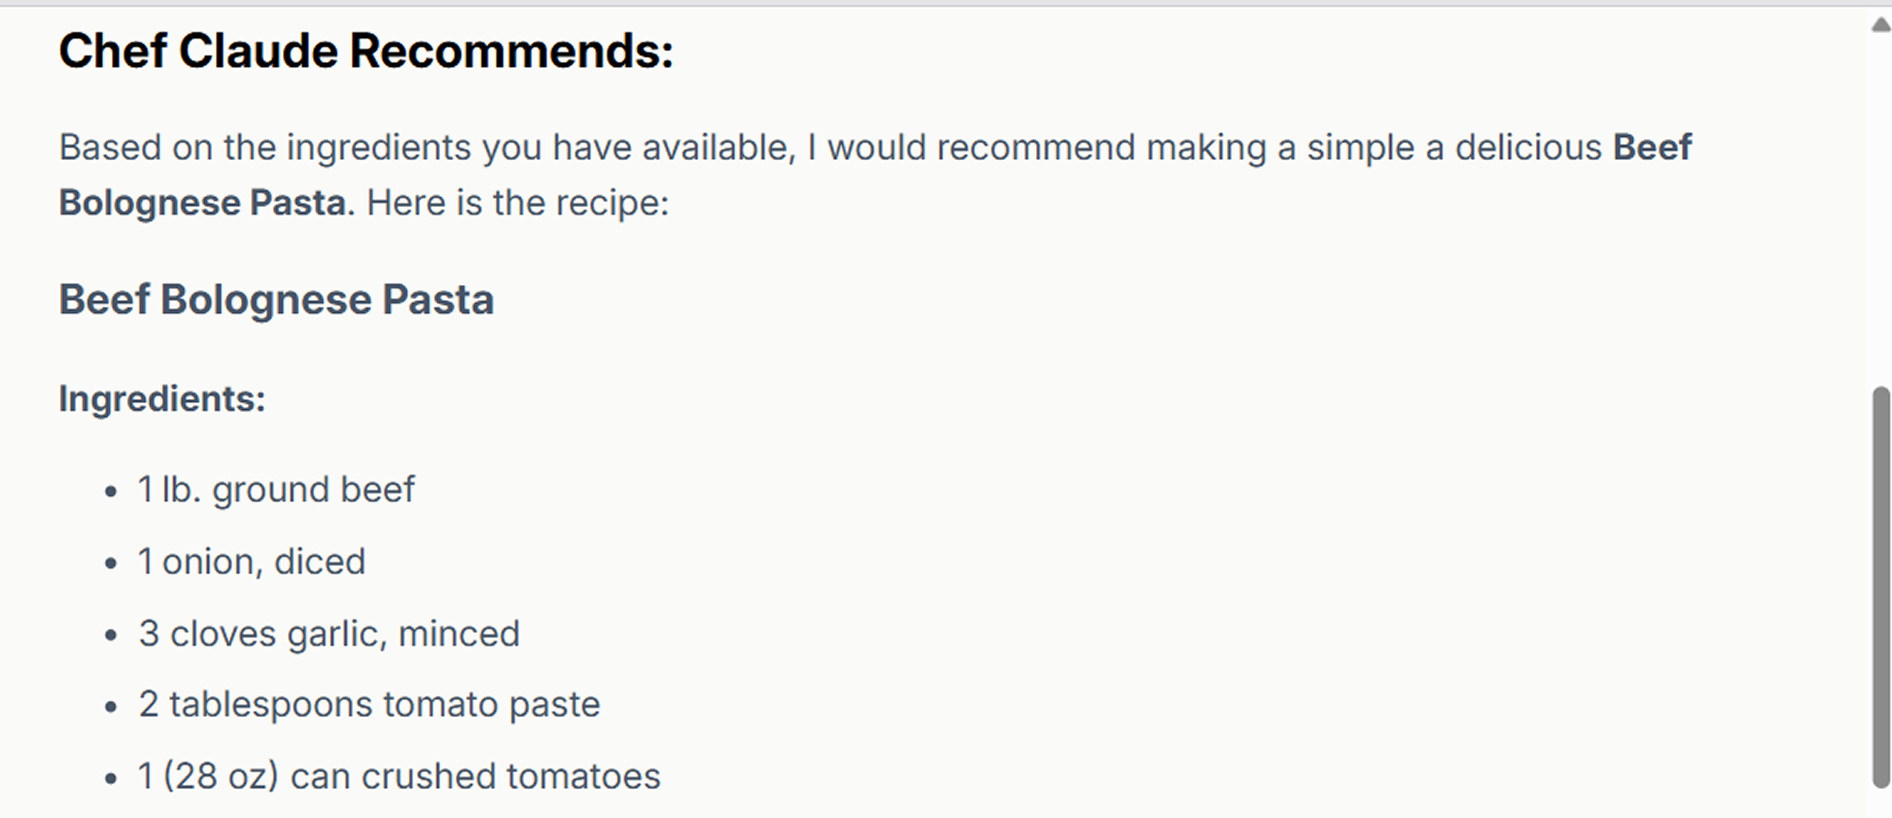 Chef Claude Recommends:
Based on the ingredients you have available, I would recommend making a simple a delicious Beef
Bolognese Pasta. Here is the recipe:
Beef Bolognese Pasta
Ingredients:
• 1 lb. ground beef
• 1 onion, diced
• 3 cloves garlic, minced
• 2 tablespoons tomato paste
• 1 (28 oz) can crushed tomatoes